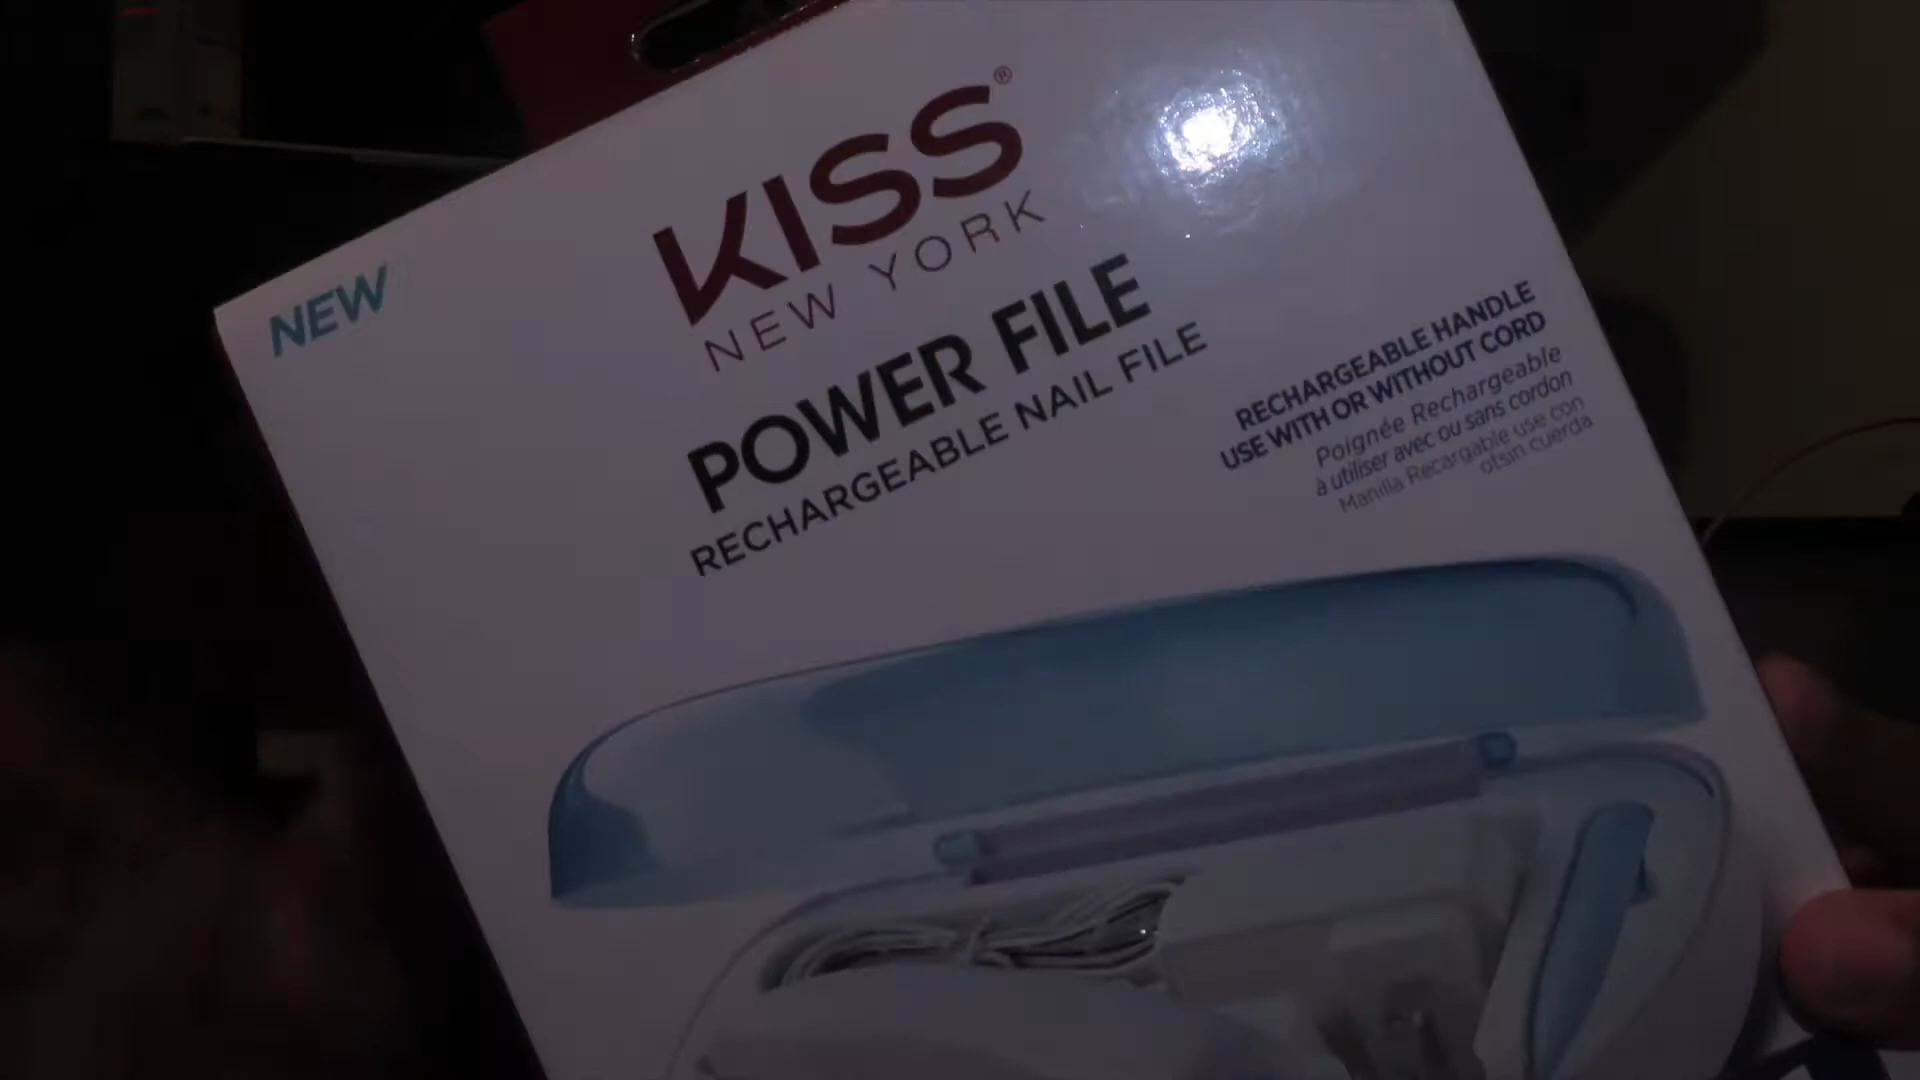 NEW
KISS®
NEW YORK
POWER FILE
RECHARGEABLE NAIL FILE
RECHARGEABLE HANDLE
USE WITH OR WITHOUT CORD
Poignée Rechargeable
à utiliser avec ou sans cordon
Manilla Recargable use con
otsin cuerda